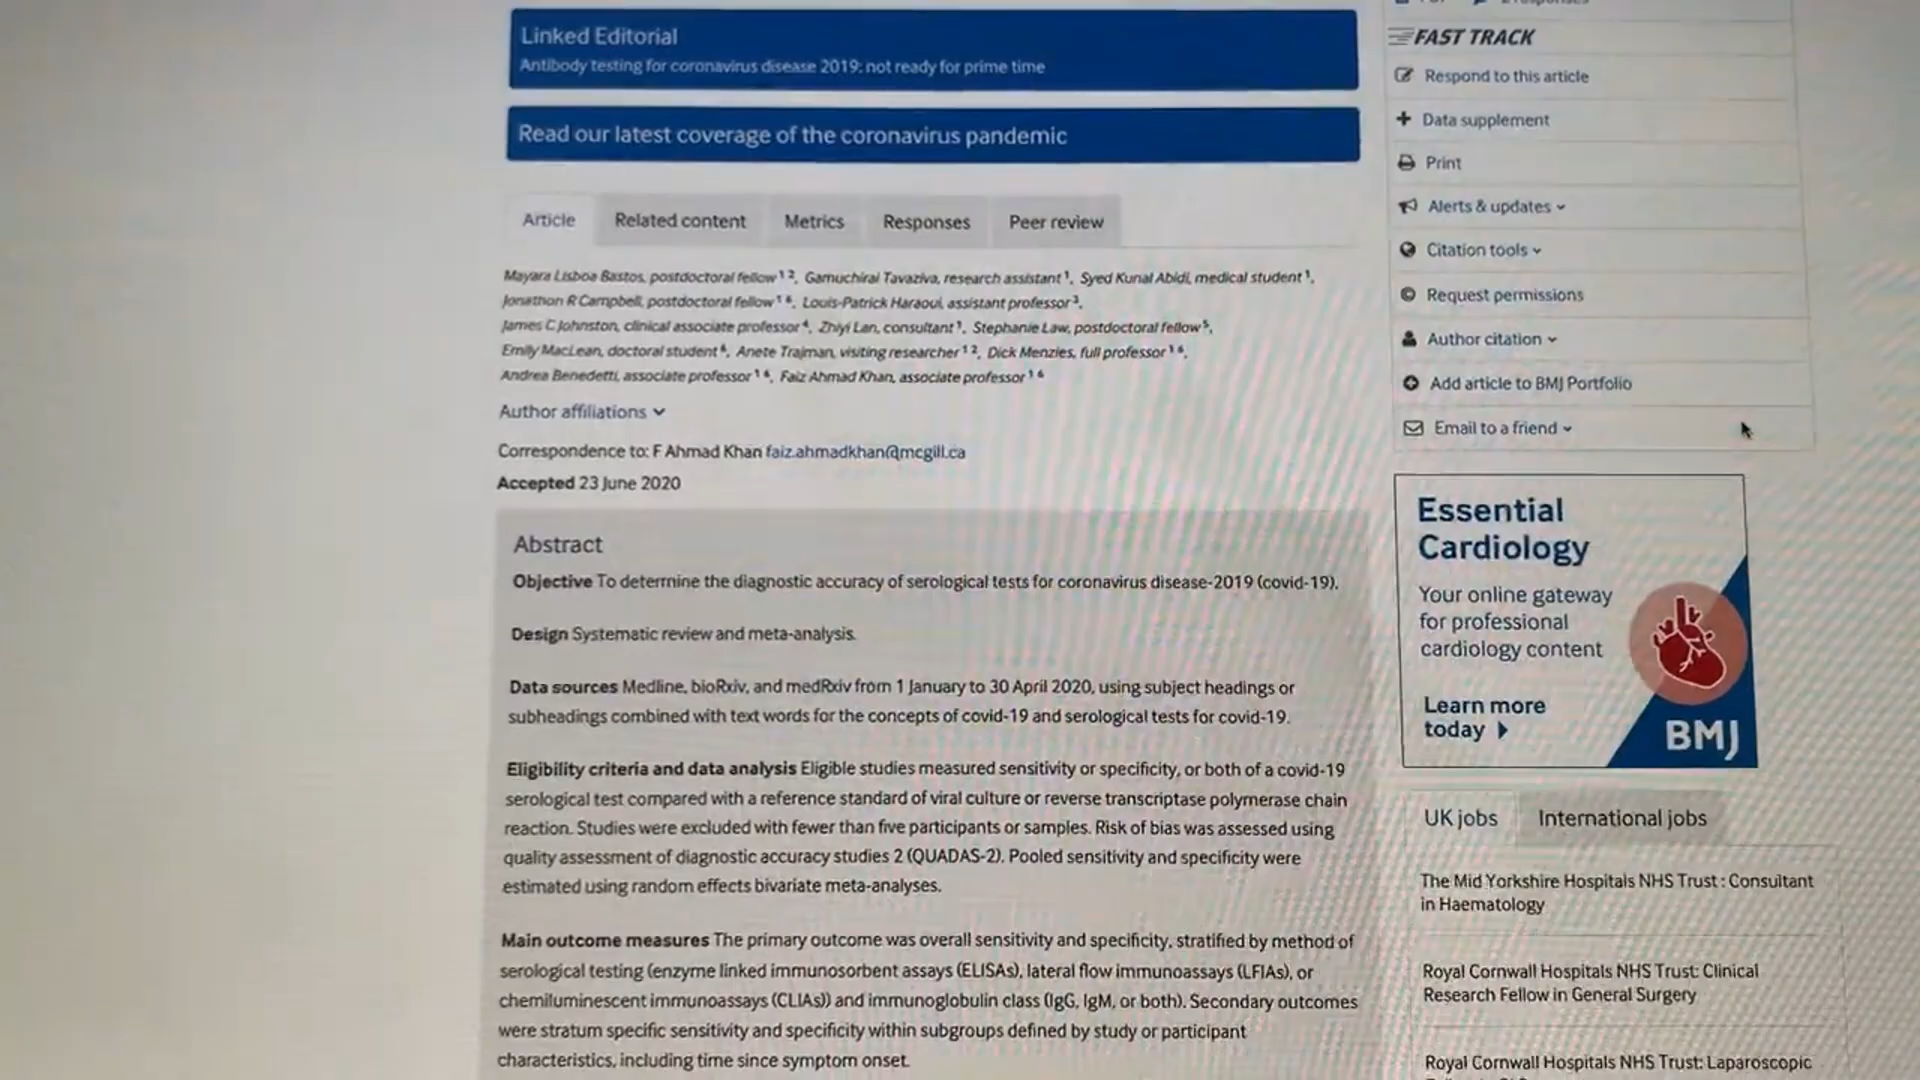 Linked Editorial
Antibody testing for coronavirus disease 2019: not ready for prime time
Read our latest coverage of the coronavirus pandemic
Article Related content Metrics Responses Peer review
Mayara Lisboa Bastos, postdoctoral fellow 1 2, Gamuchirai Tavaziva, research assistant 1, Syed Kunal Abidi, medical student 1,
Jonathon R Campbell, postdoctoral fellow 1 6, Louis-Patrick Haraoui, assistant professor 3,
James C Johnston, clinical associate professor 4, Zhiyi Lan, consultant 1, Stephanie Law, postdoctoral fellow 5,
Emily MacLean, doctoral student 6, Anete Trajman, visiting researcher 1 2, Dick Menzies, full professor 1 6,
Andrea Benedetti, associate professor 1 6, Faiz Ahmad Khan, associate professor 1 6
Author affiliations
Correspondence to: F Ahmad Khan faiz.ahmadkhan@mcgill.ca
Accepted 23 June 2020
Abstract
Objective To determine the diagnostic accuracy of serological tests for coronavirus disease-2019 (covid-19).
Design Systematic review and meta-analysis.
Data sources Medline, bioRxiv, and medRxiv from 1 January to 30 April 2020, using subject headings or
subheadings combined with text words for the concepts of covid-19 and serological tests for covid-19.
Eligibility criteria and data analysis Eligible studies measured sensitivity or specificity, or both of a covid-19
serological test compared with a reference standard of viral culture or reverse transcriptase polymerase chain
reaction. Studies were excluded with fewer than five participants or samples. Risk of bias was assessed using
quality assessment of diagnostic accuracy studies 2 (QUADAS-2). Pooled sensitivity and specificity were
estimated using random effects bivariate meta-analyses.
Main outcome measures The primary outcome was overall sensitivity and specificity, stratified by method of
serological testing (enzyme linked immunosorbent assays (ELISAs), lateral flow immunoassays (LFIAs), or
chemiluminescent immunoassays (CLIAs)) and immunoglobulin class (IgG, IgM, or both). Secondary outcomes
were stratum specific sensitivity and specificity within subgroups defined by study or participant
characteristics, including time since symptom onset.
FAST TRACK
Respond to this article
Data supplement
Print
Alerts & updates
Citation tools
Request permissions
Author citation
Add article to BMJ Portfolio
Email to a friend
Essential
Cardiology
Your online gateway
for professional
cardiology content
Learn more
today
BMJ
UK jobs International jobs
The Mid Yorkshire Hospitals NHS Trust : Consultant
in Haematology
Royal Cornwall Hospitals NHS Trust: Clinical
Research Fellow in General Surgery
Royal Cornwall Hospitals NHS Trust: Laparoscopic